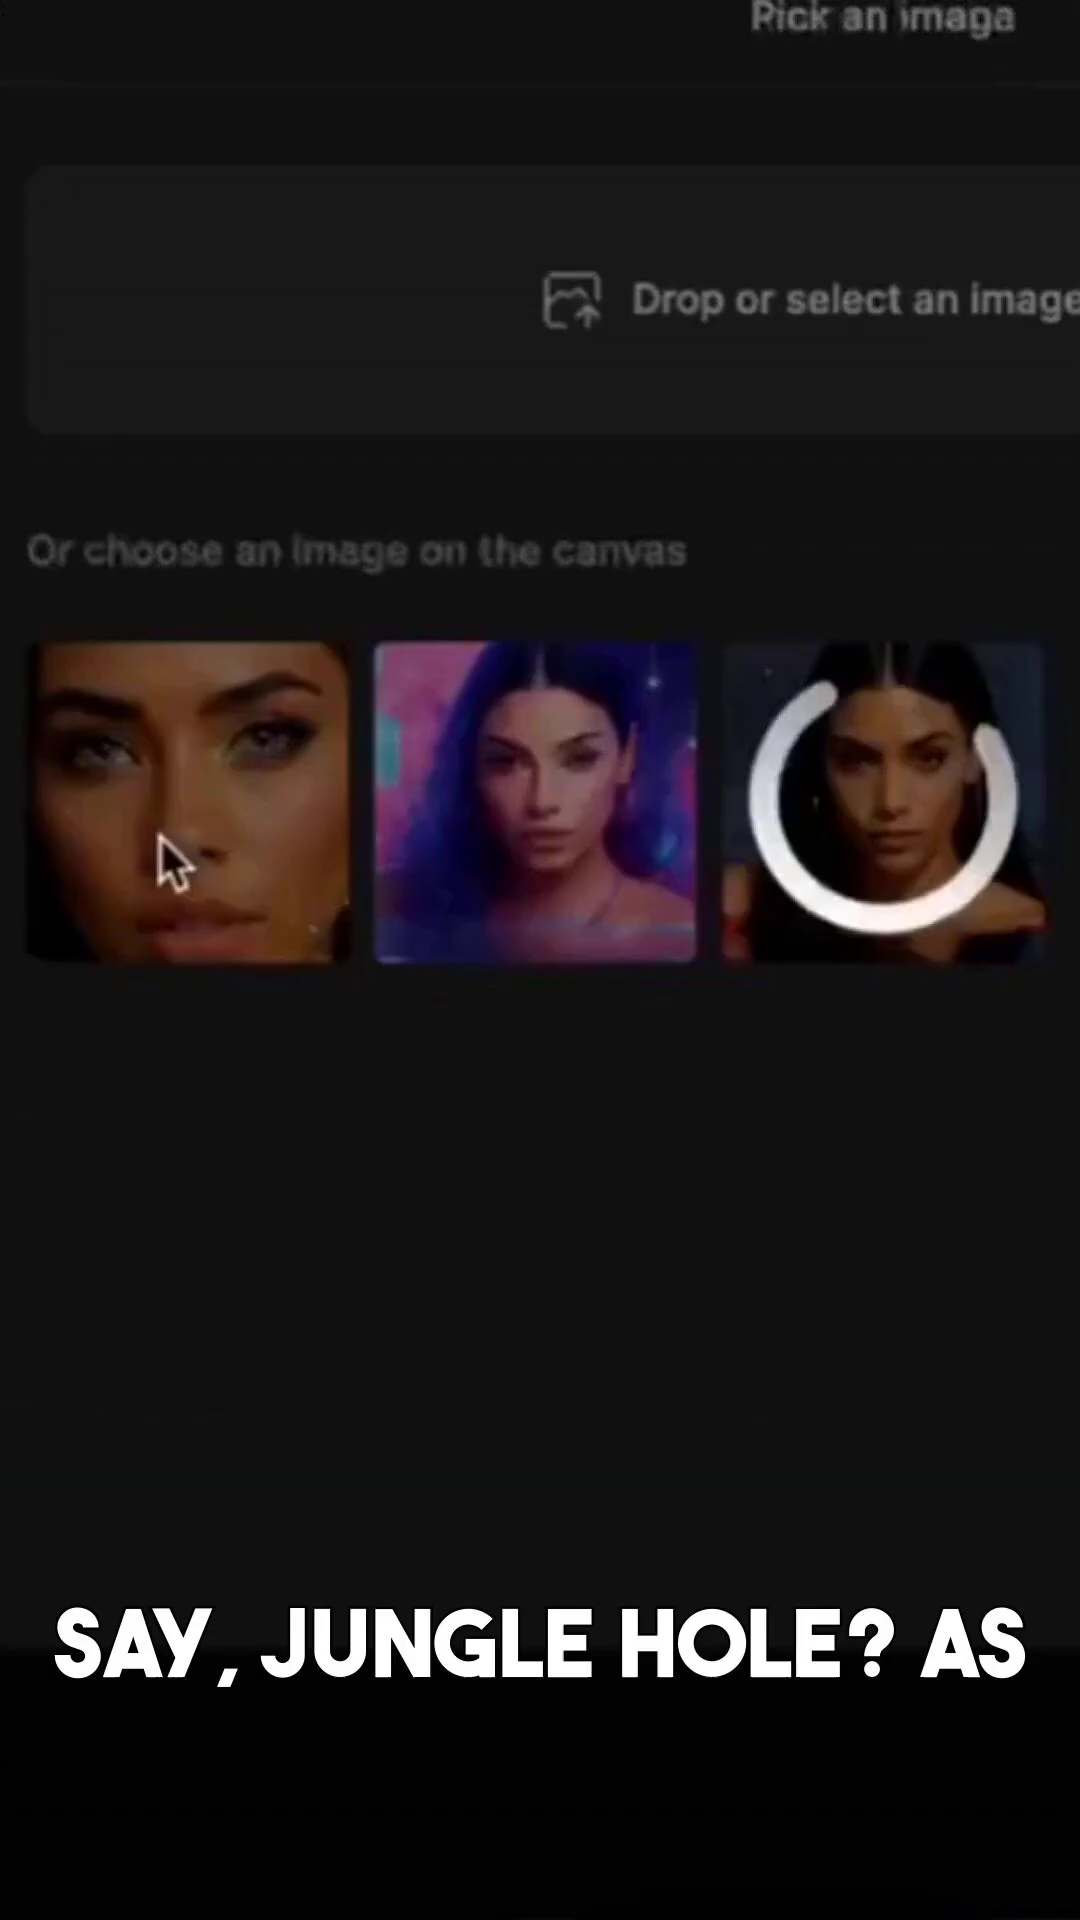 Pick an image
Drop or select an image
Or choose an image on the canvas
SAY, JUNGLE HOLE? AS